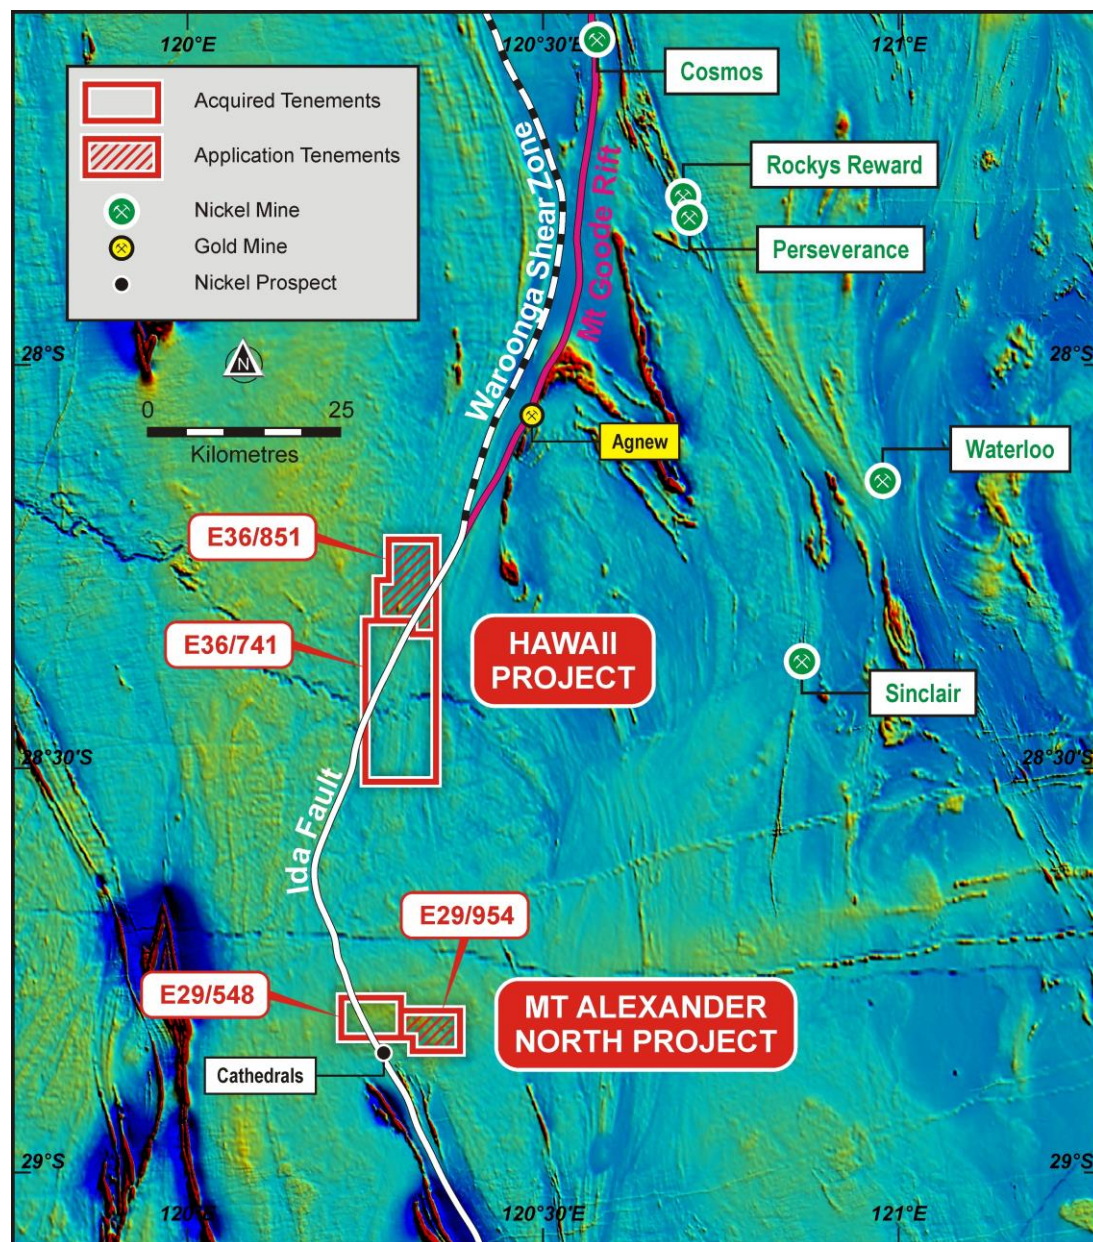 120°E
120°30'E
121°E
Cosmos
Acquired Tenements
Application Tenements
Nickel Mine
Gold Mine
Nickel Prospect
Rockys Reward
Perseverance
Waroonga Shear Zone
Mt Goode Rift
28°S
28°S
N
0
25
Kilometres
Agnew
Waterloo
E36/851
E36/741
HAWAII
PROJECT
Sinclair
28°30'S
28°30'S
Ida Fault
E29/954
E29/548
MT ALEXANDER
NORTH PROJECT
Cathedrals
29°S
29°S
120°E
120°30'E
121°E